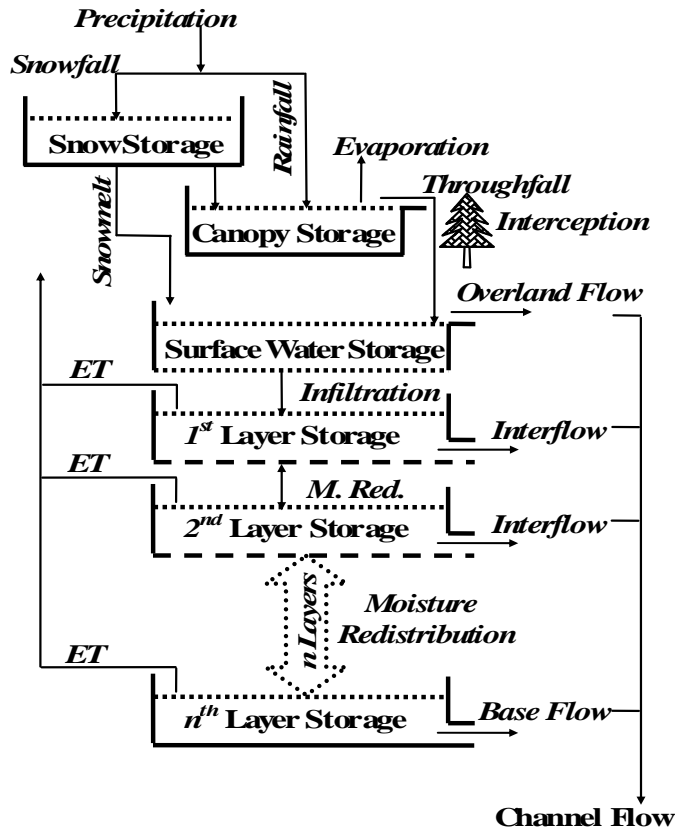 Precipitation
Snowfall
Rainfall
SnowStorage
Evaporation
Throughfall
Interception
Snowmelt
Canopy Storage
Overland Flow
Surface Water Storage
ET
Infiltration
1st Layer Storage
Interflow
ET
M. Red.
2nd Layer Storage
Interflow
n Layers
Moisture
Redistribution
ET
nth Layer Storage
Base Flow
Channel Flow